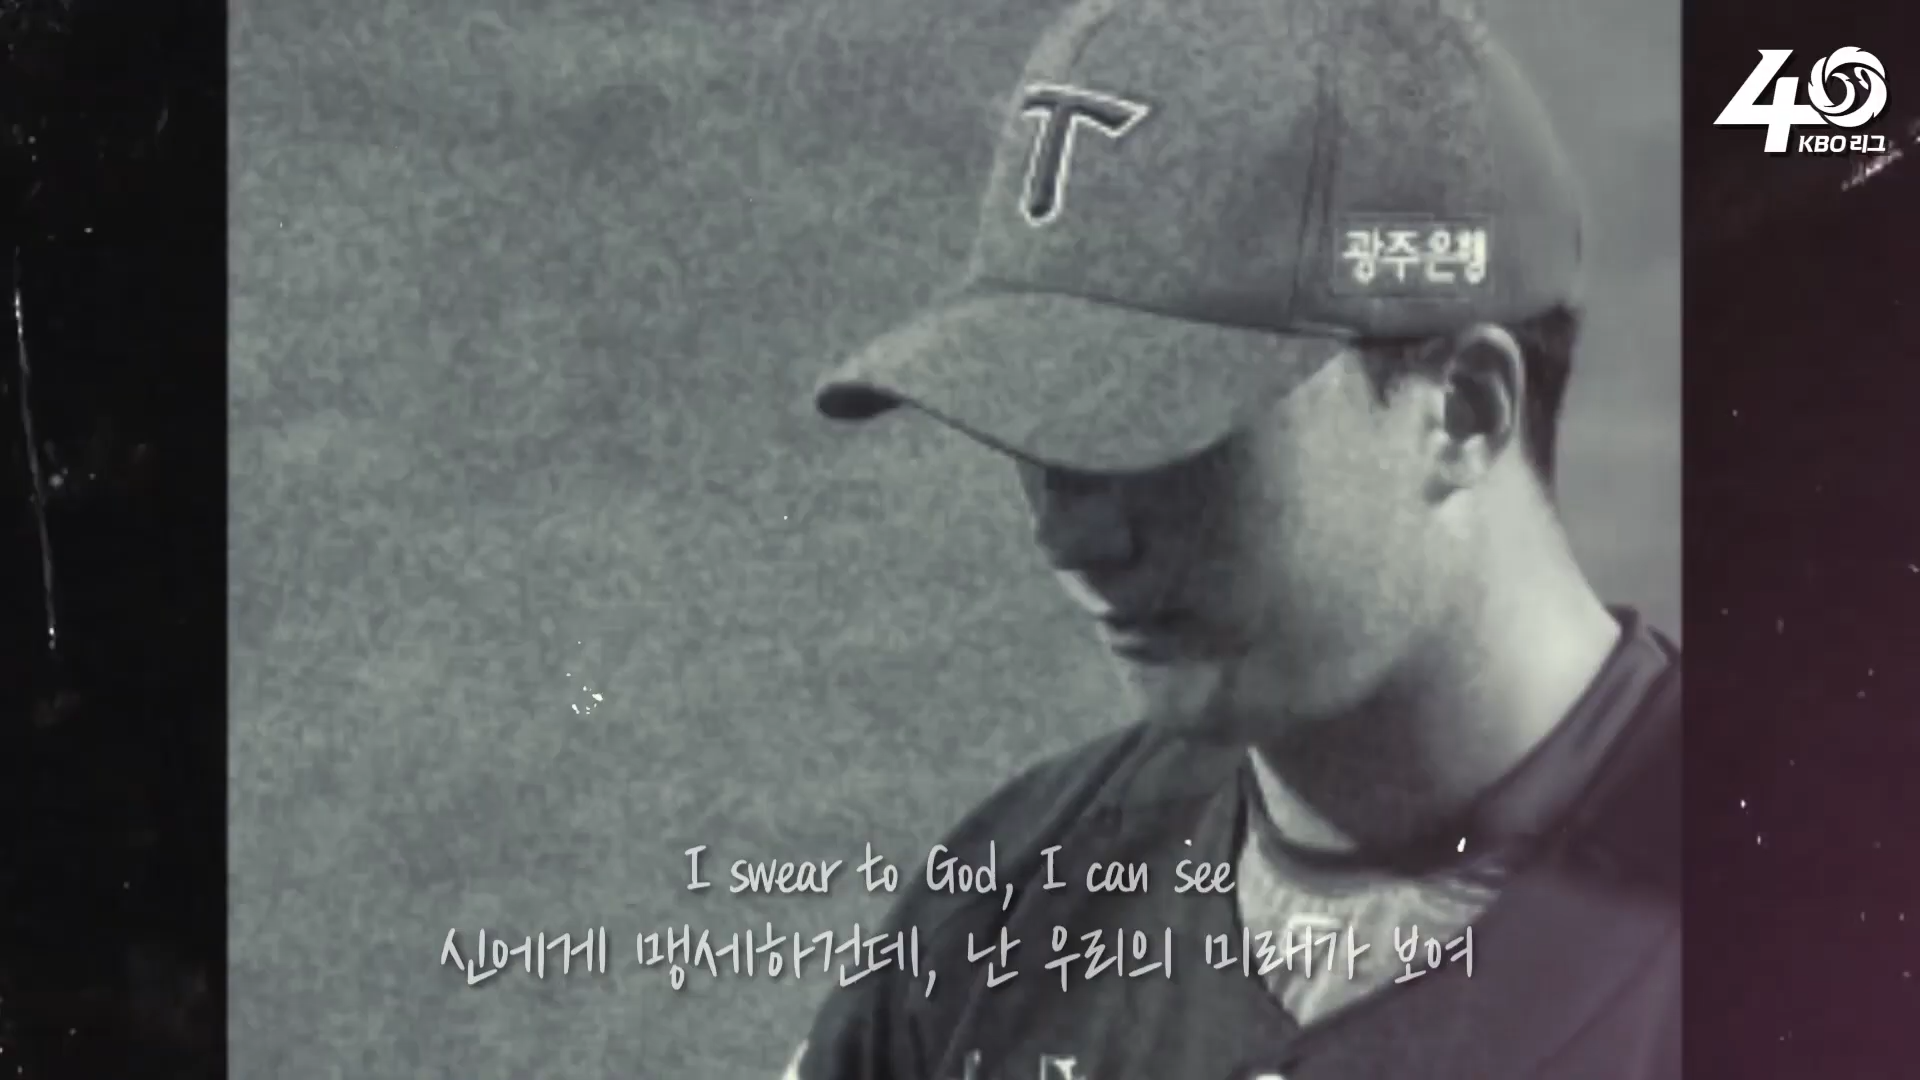 40
KBO 리그
T
광주은행
I swear to God, I can see
신에게 맹세하건데, 난 우리의 미래가 보여